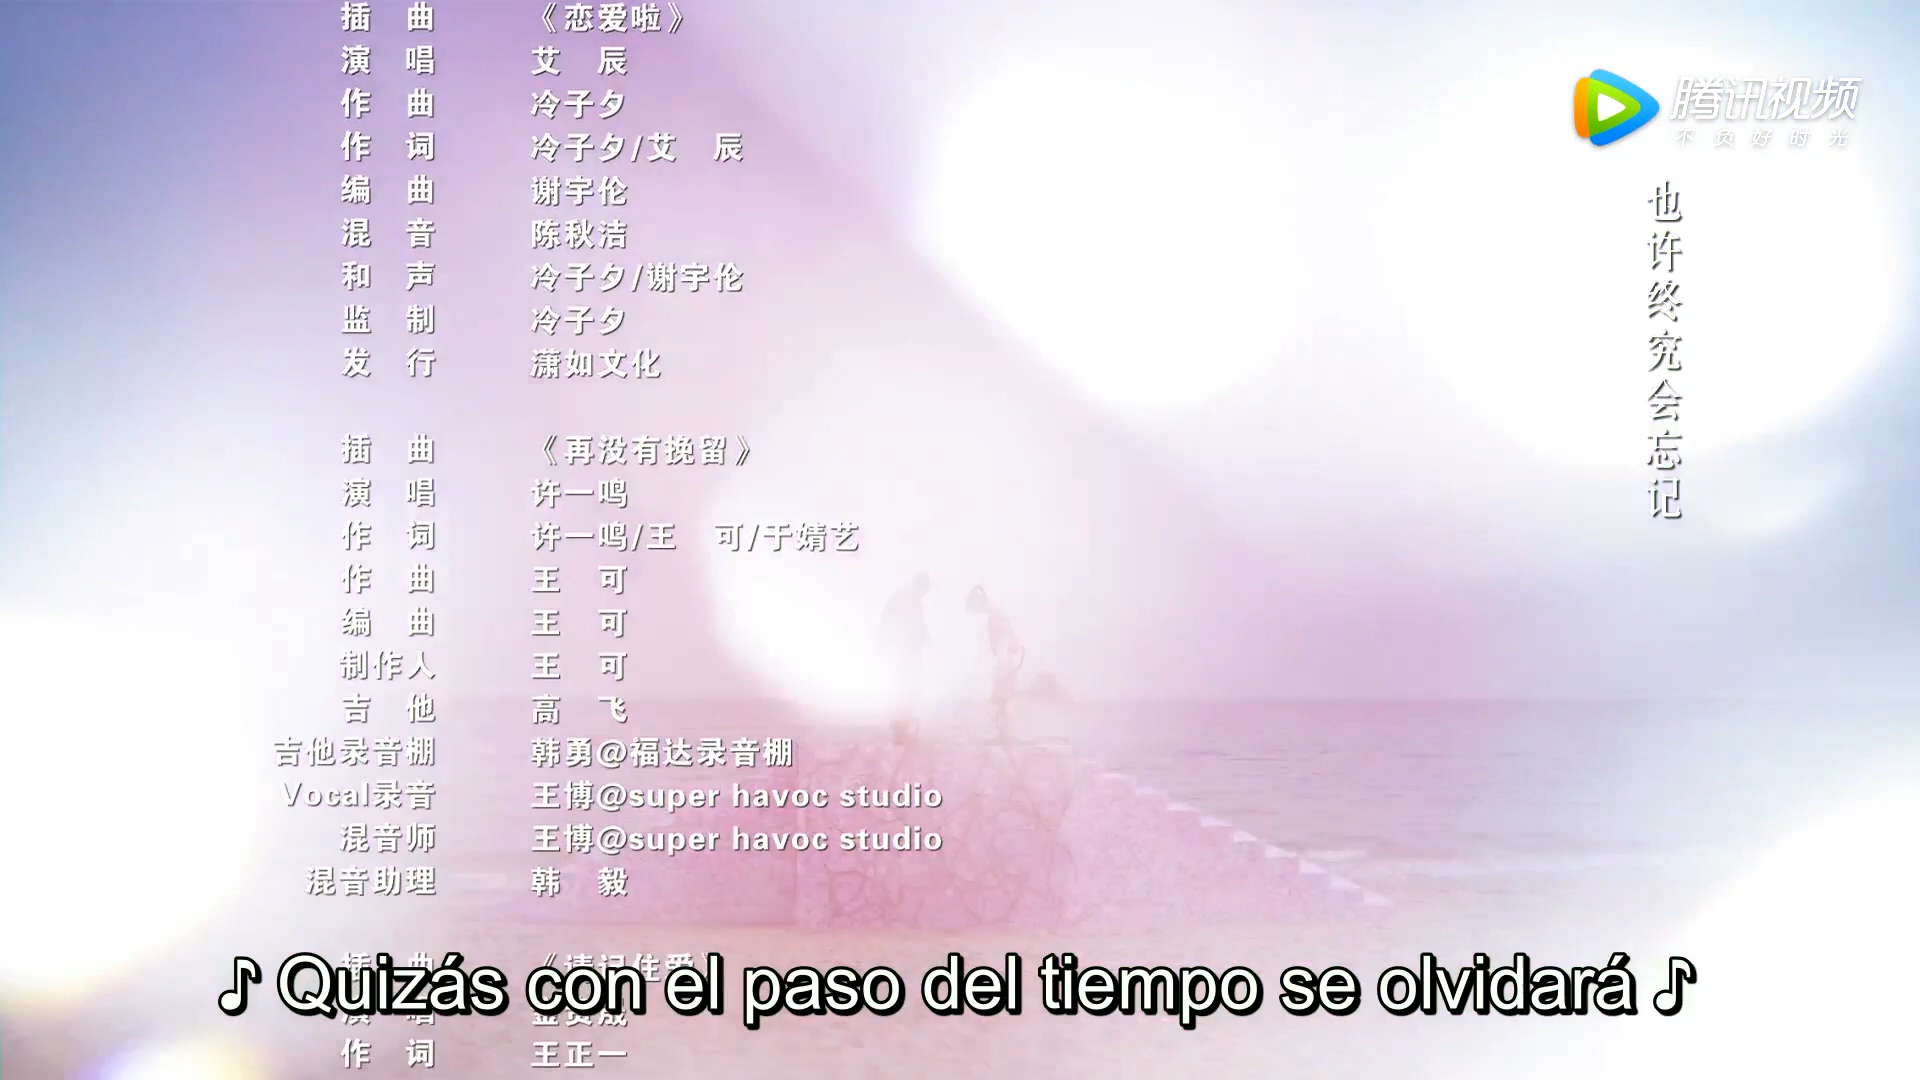 插 曲 《恋爱啦》
演 唱 艾 辰
作 曲 冷子夕
作 词 冷子夕/艾 辰
编 曲 谢宇伦
混 音 陈秋洁
和 声 冷子夕/谢宇伦
监 制 冷子夕
发 行 潇如文化
插 曲 《再没有挽留》
演 唱 许一鸣
作 词 许一鸣/王 可/于婧艺
作 曲 王 可
编 曲 王 可
制作人 王 可
吉 他 高 飞
吉他录音棚 韩勇@福达录音棚
Vocal录音 王博@super havoc studio
混音师 王博@super havoc studio
混音助理 韩 毅
插 曲 《请记住爱》
演 唱
作 词 王正一
腾讯视频
不负好时光
也许终究会忘记
♪ Quizás con el paso del tiempo se olvidará ♪